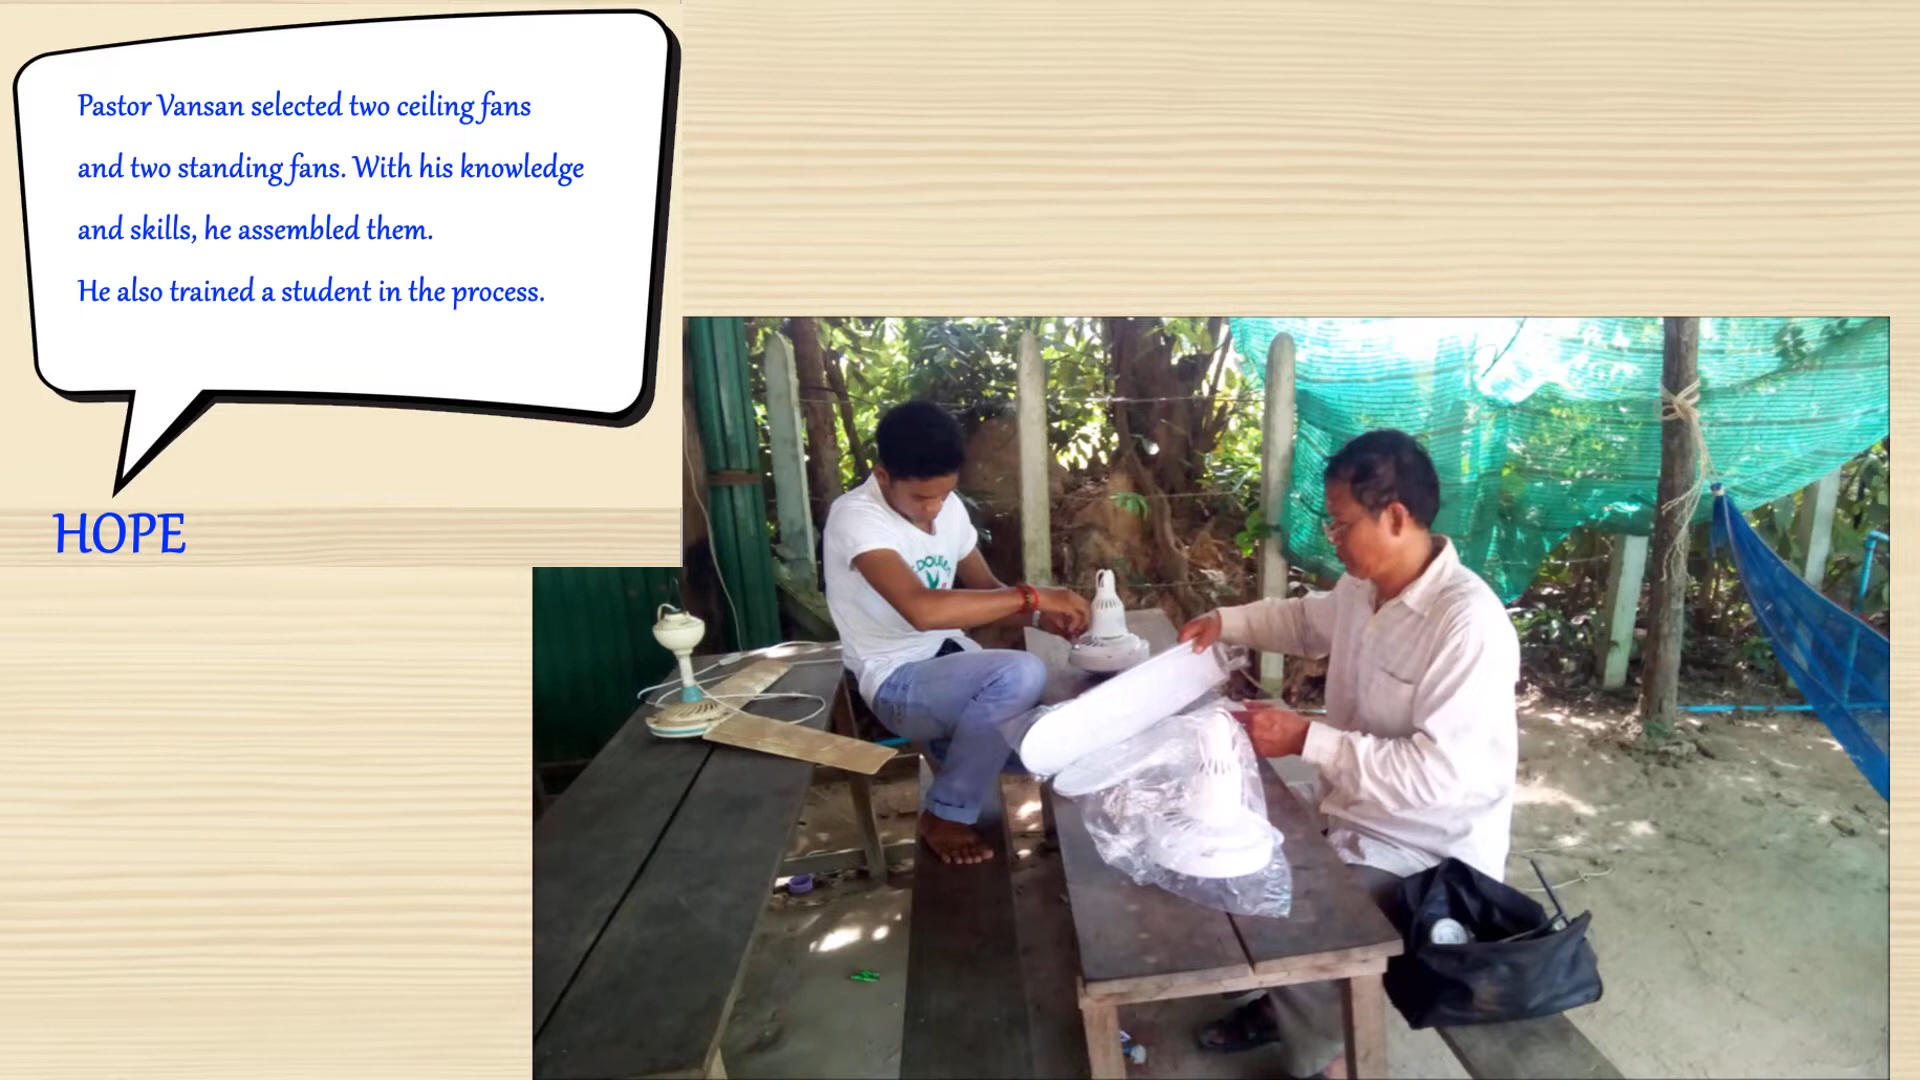 Pastor Vansan selected two ceiling fans
and two standing fans. With his knowledge
and skills, he assembled them.
He also trained a student in the process.
HOPE